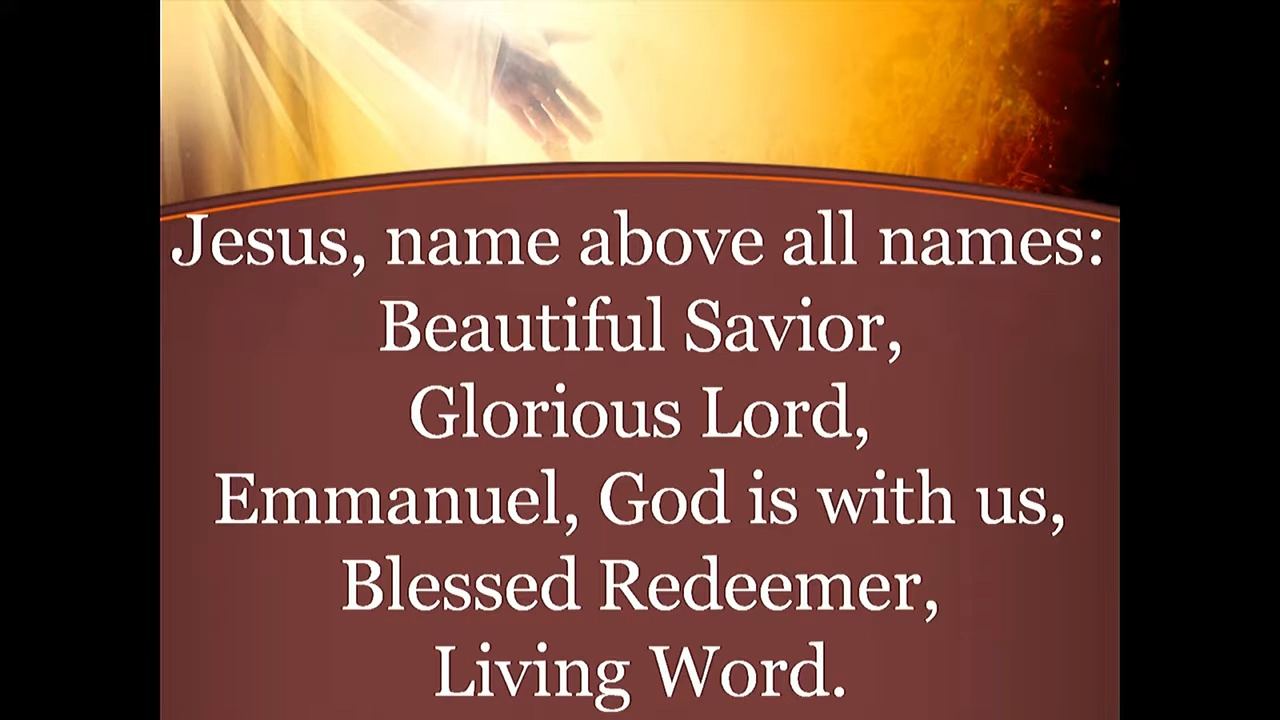 Jesus, name above all names:
Beautiful Savior,
Glorious Lord,
Emmanuel, God is with us,
Blessed Redeemer,
Living Word.